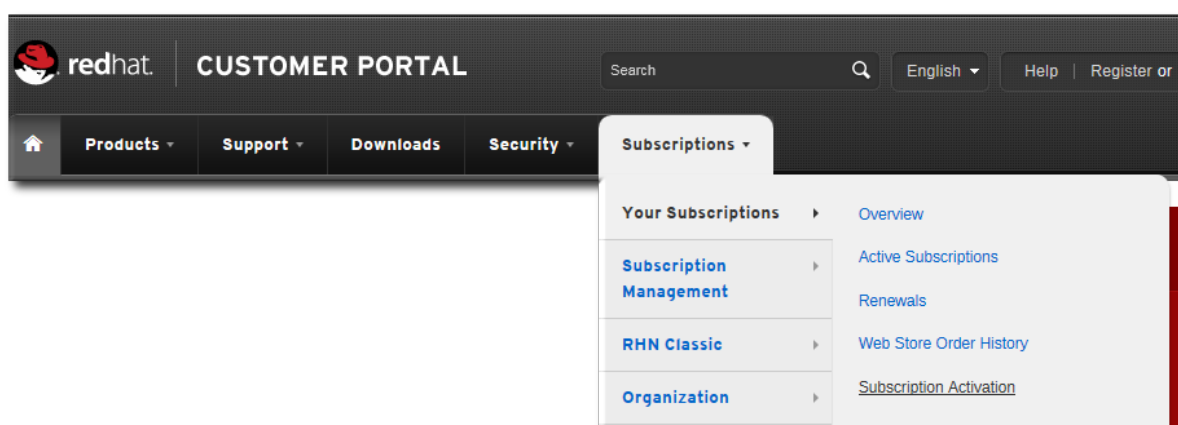 redhat. CUSTOMER PORTAL Search English Help | Register or
Products Support Downloads Security Subscriptions
Your Subscriptions Overview
Subscription Management Active Subscriptions
Renewals
RHN Classic Web Store Order History
Organization Subscription Activation